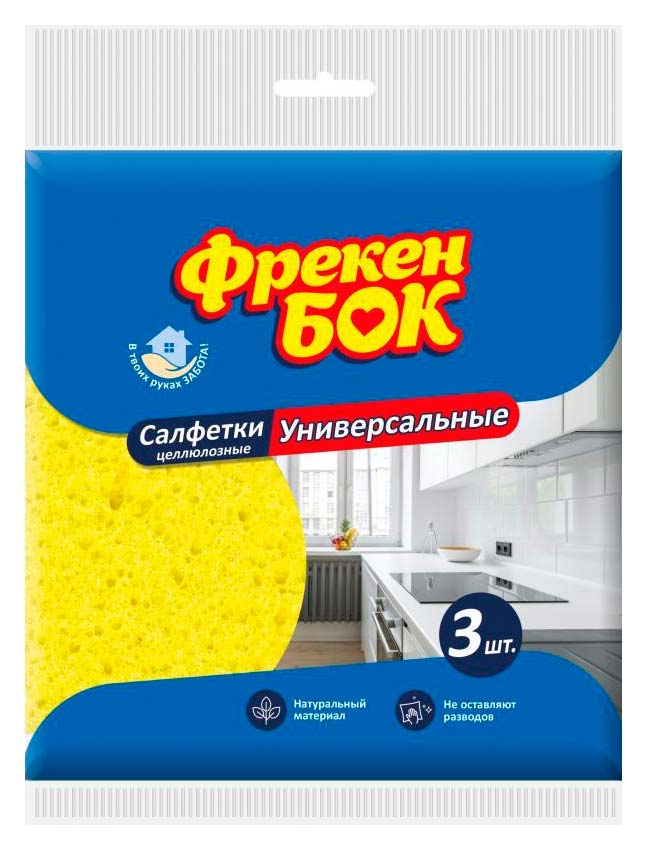 Фрекен
БОК
В твоих руках ЗАБОТА!
Салфетки
целлюлозные
Универсальные
3 шт.
Натуральный
материал
Не оставляют
разводов